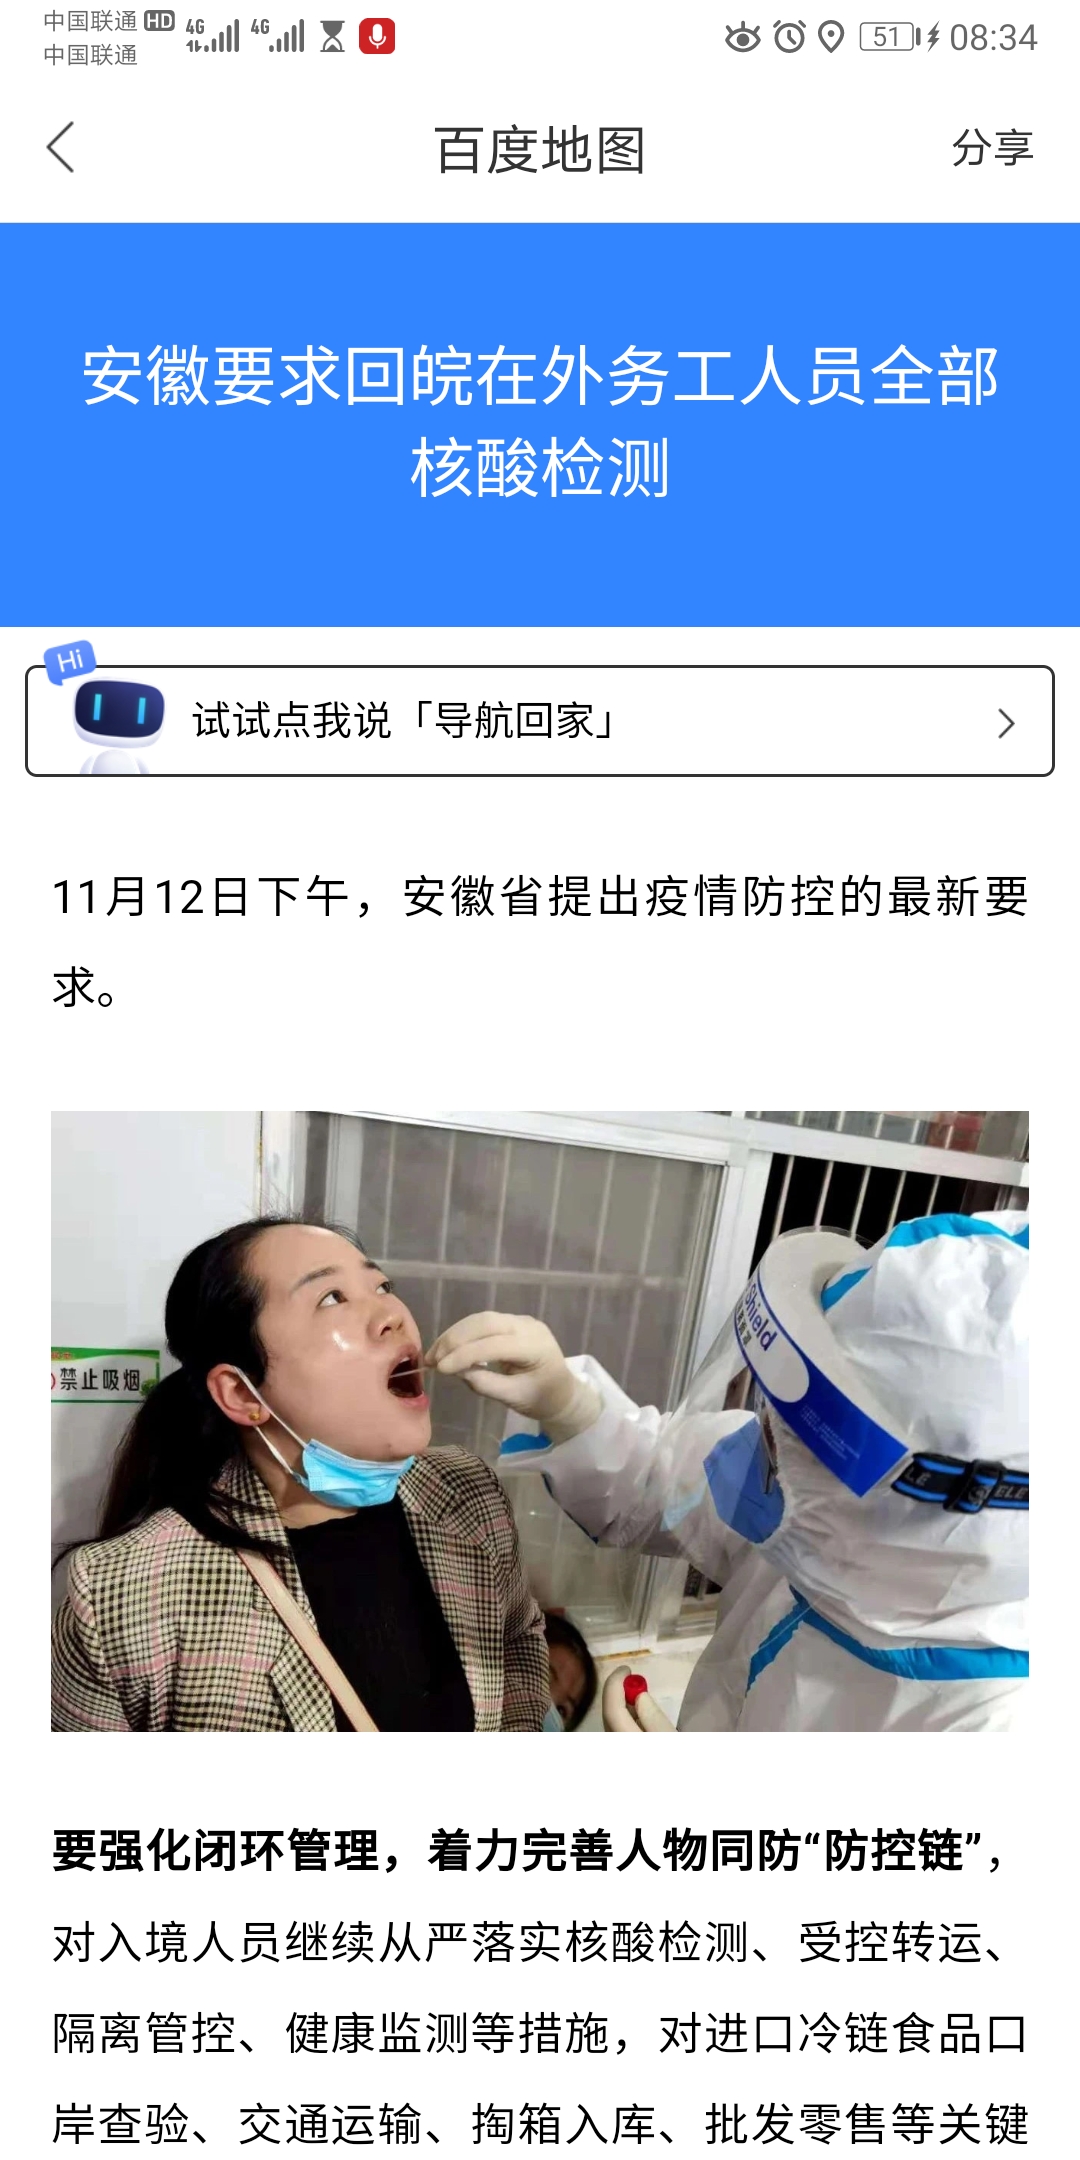 中国联通 HD 4G 4G 51 08:34
中国联通
百度地图 分享
安徽要求回皖在外务工人员全部
核酸检测
Hi
试试点我说「导航回家」
11月12日下午，安徽省提出疫情防控的最新要
求。
Shield
禁止吸烟
ELE
要强化闭环管理，着力完善人物同防“防控链”，
对入境人员继续从严落实核酸检测、受控转运、
隔离管控、健康监测等措施，对进口冷链食品口
岸查验、交通运输、掏箱入库、批发零售等关键